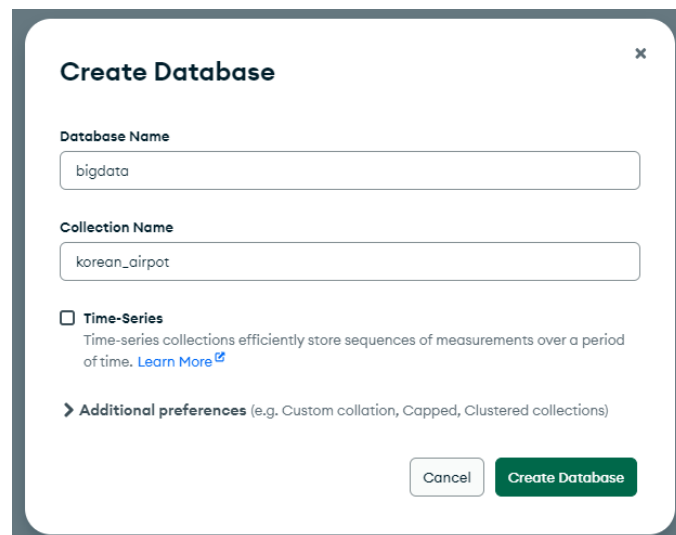 Create Database
Database Name
bigdata
Collection Name
korean_airpot
Time-Series
Time-series collections efficiently store sequences of measurements over a period
of time. Learn More
Additional preferences (e.g. Custom collation, Capped, Clustered collections)
Cancel Create Database